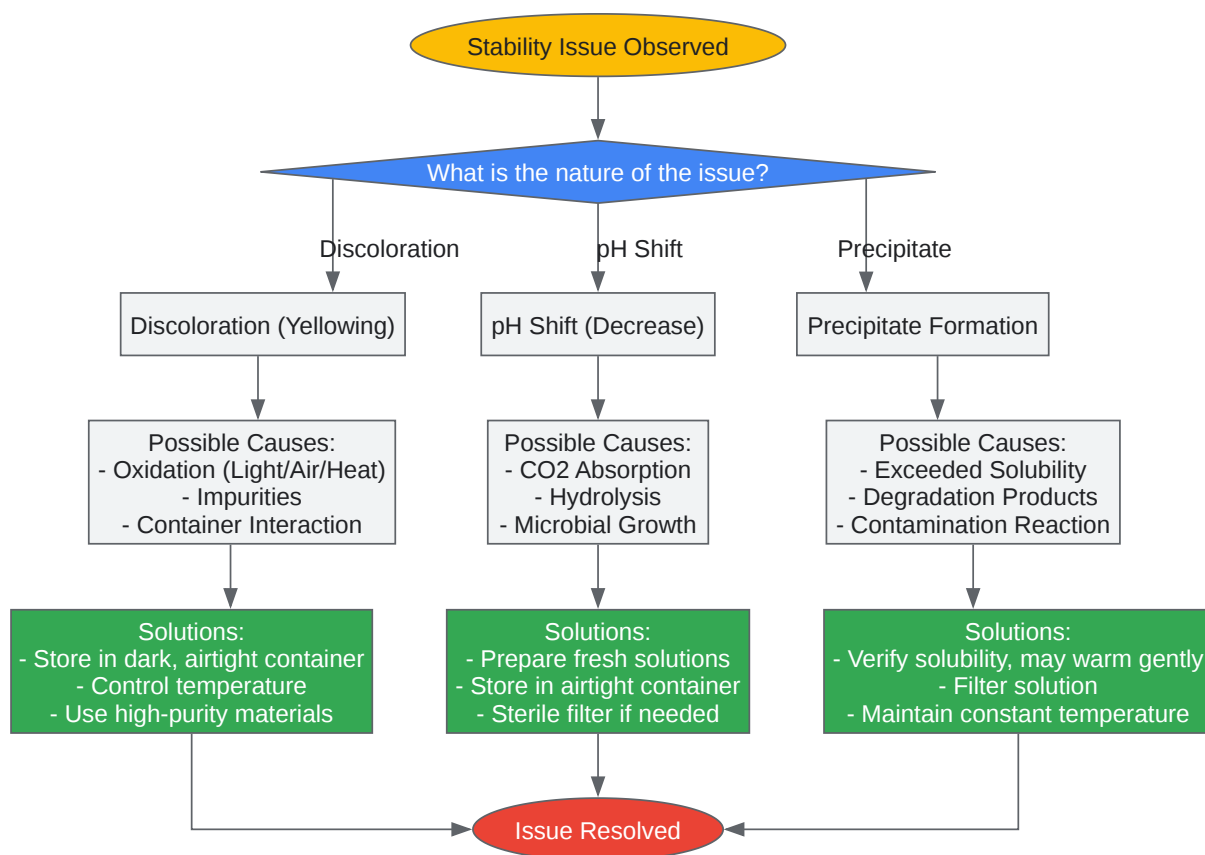 Stability Issue Observed
What is the nature of the issue?
Discoloration
pH Shift
Precipitate
Discoloration (Yellowing)
pH Shift (Decrease)
Precipitate Formation
Possible Causes:
- Oxidation (Light/Air/Heat)
- Impurities
- Container Interaction
Possible Causes:
- CO2 Absorption
- Hydrolysis
- Microbial Growth
Possible Causes:
- Exceeded Solubility
- Degradation Products
- Contamination Reaction
Solutions:
- Store in dark, airtight container
- Control temperature
- Use high-purity materials
Solutions:
- Prepare fresh solutions
- Store in airtight container
- Sterile filter if needed
Solutions:
- Verify solubility, may warm gently
- Filter solution
- Maintain constant temperature
Issue Resolved